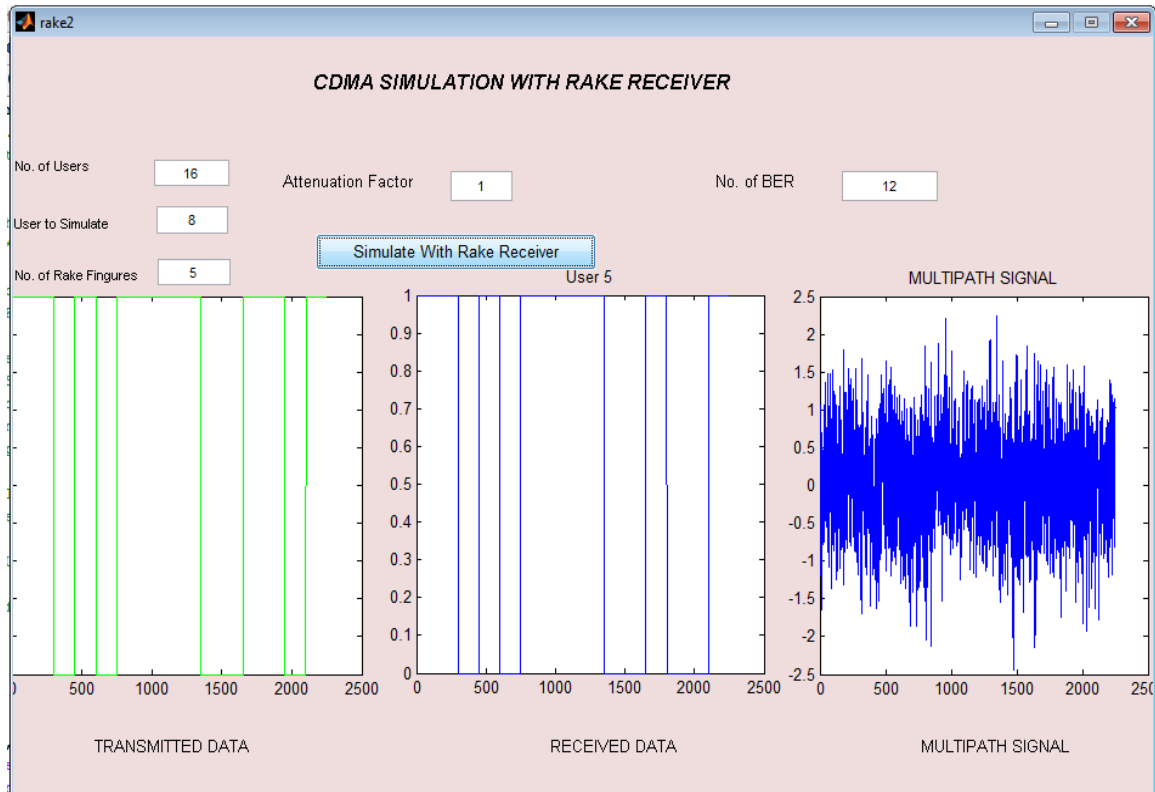 rake2
CDMA SIMULATION WITH RAKE RECEIVER
No. of Users 16
Attenuation Factor 1
No. of BER 12
User to Simulate 8
Simulate With Rake Receiver
No. of Rake Fingures 5
User 5
MULTIPATH SIGNAL
1
0.9
0.8
0.7
0.6
0.5
0.4
0.3
0.2
0.1
0
2.5
2
1.5
1
0.5
0
-0.5
-1
-1.5
-2
-2.5
500 1000 1500 2000 2500
0 500 1000 1500 2000 2500
0 500 1000 1500 2000
TRANSMITTED DATA
RECEIVED DATA
MULTIPATH SIGNAL